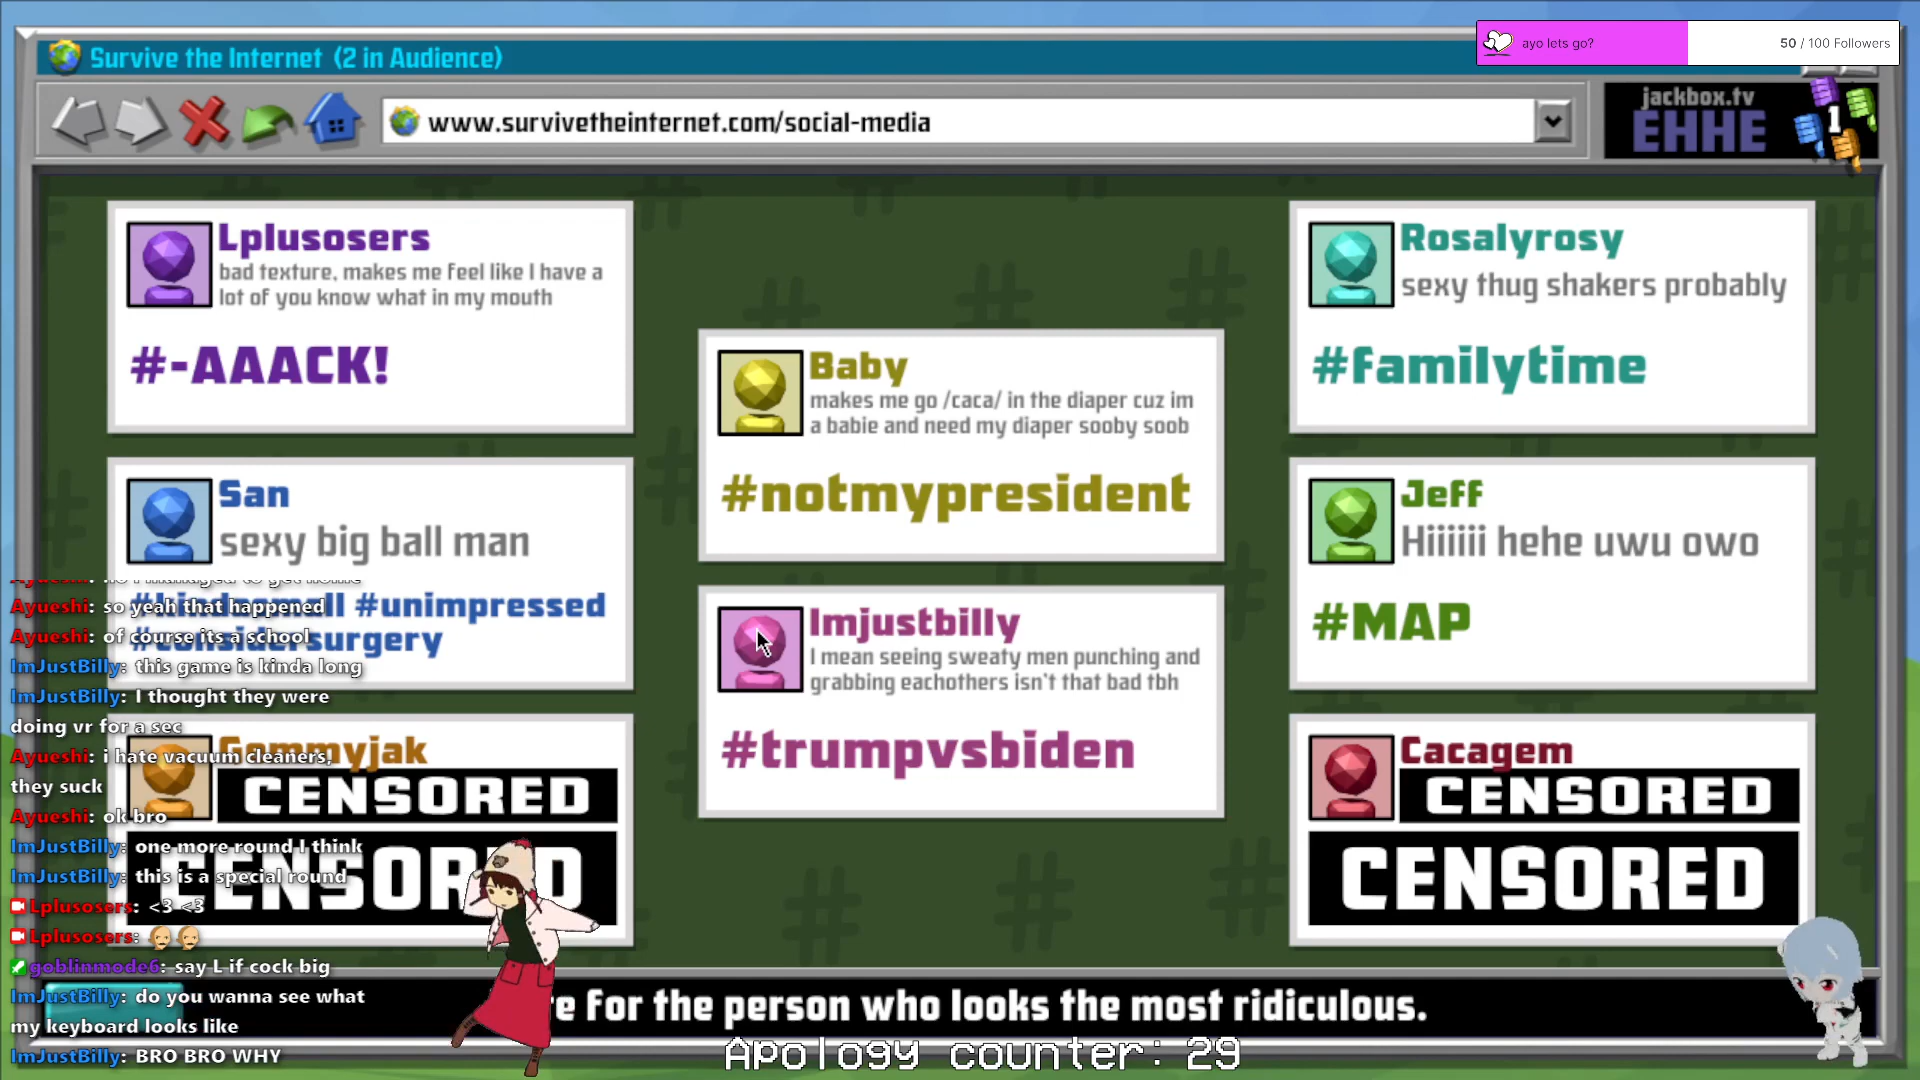 Survive the Internet (2 in Audience)
ayo lets go?
50 / 100 Followers
www.survivetheinternet.com/social-media
jackbox.tv
EHHE
1
Lplusosers
bad texture, makes me feel like I have a
lot of you know what in my mouth
#-AAACK!
San
sexy big ball man
#unimpressed
surgery
Gommyjak
CENSORED
CENSORED
Baby
makes me go /caca/ in the diaper cuz im
a babie and need my diaper sooby soob
#notmypresident
Imjustbilly
I mean seeing sweaty men punching and
grabbing eachothers isn't that bad tbh
#trumpvsbiden
Rosalyrosy
sexy thug shakers probably
#familytime
Jeff
Hiiiiii hehe uwu owo
#MAP
Cacagem
CENSORED
CENSORED
Ayueshi: no I managed to get home
Ayueshi: so yeah that happened
Ayueshi: of course its a school
ImJustBilly: this game is kinda long
ImJustBilly: I thought they were
doing vr for a sec
Ayueshi: i hate vacuum cleaners,
they suck
Ayueshi: ok bro
ImJustBilly: one more round I think
ImJustBilly: this is a special round
Lplusosers: <3 <3
Lplusosers:
goblinmode6: say L if cock big
ImJustBilly: do you wanna see what
my keyboard looks like
ImJustBilly: BRO BRO WHY
for the person who looks the most ridiculous.
Apology counter: 29